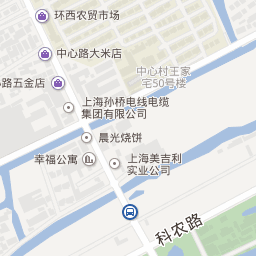 环西农贸市场
中心路大米店
中心村王家
宅50号楼
心路五金店
上海孙桥电线电缆
集团有限公司
晨光烧饼
幸福公寓
上海美吉利
实业公司
科农路